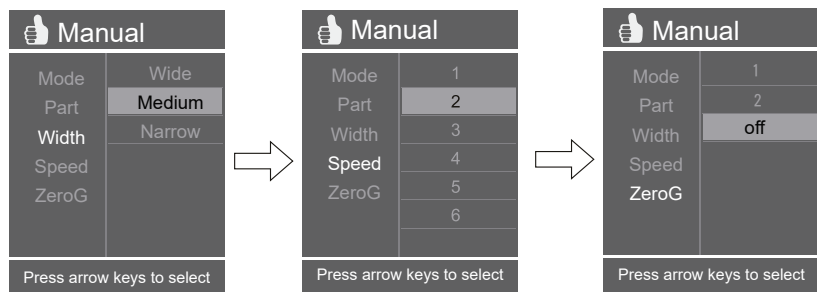 Manual
Mode
Part
Width
Speed
ZeroG
Wide
Medium
Narrow
Press arrow keys to select
Manual
Mode
Part
Width
Speed
ZeroG
1
2
3
4
5
6
Press arrow keys to select
Manual
Mode
Part
Width
Speed
ZeroG
1
2
off
Press arrow keys to select